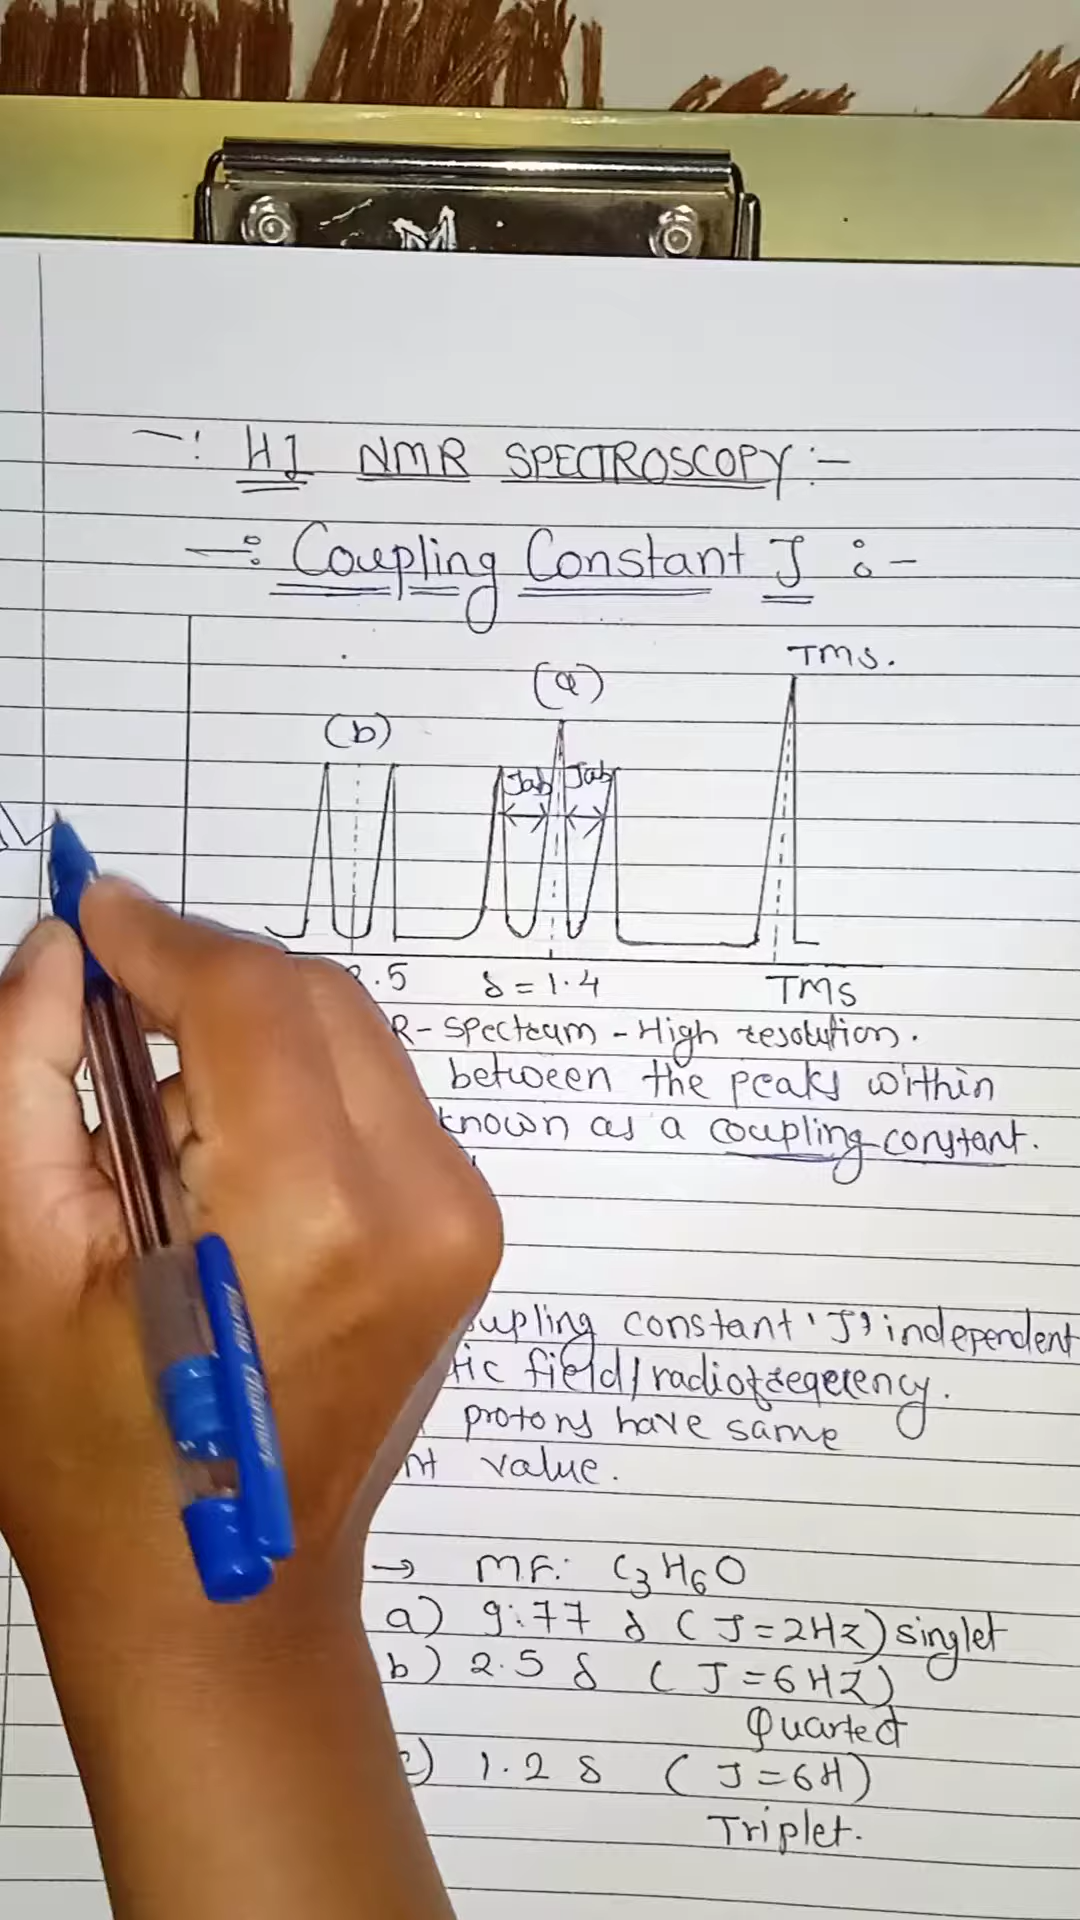 -: H1 NMR SPECTROSCOPY :-
-: Coupling Constant J :-
TMS.
(a)
(b)
Jab Jab
.5 δ = 1.4 TMS
R - Spectrum - High resolution.
between the peaks within
known as a coupling constant.
oupling constant 'J' independent
tic field/radiofrequency.
protons have same
nt value.
→ M.F: C3H6O
a) 9.77 δ (J=2HZ) singlet
b) 2.5 δ (J=6HZ)
Quartet
c) 1.2 δ (J=6H)
Triplet.